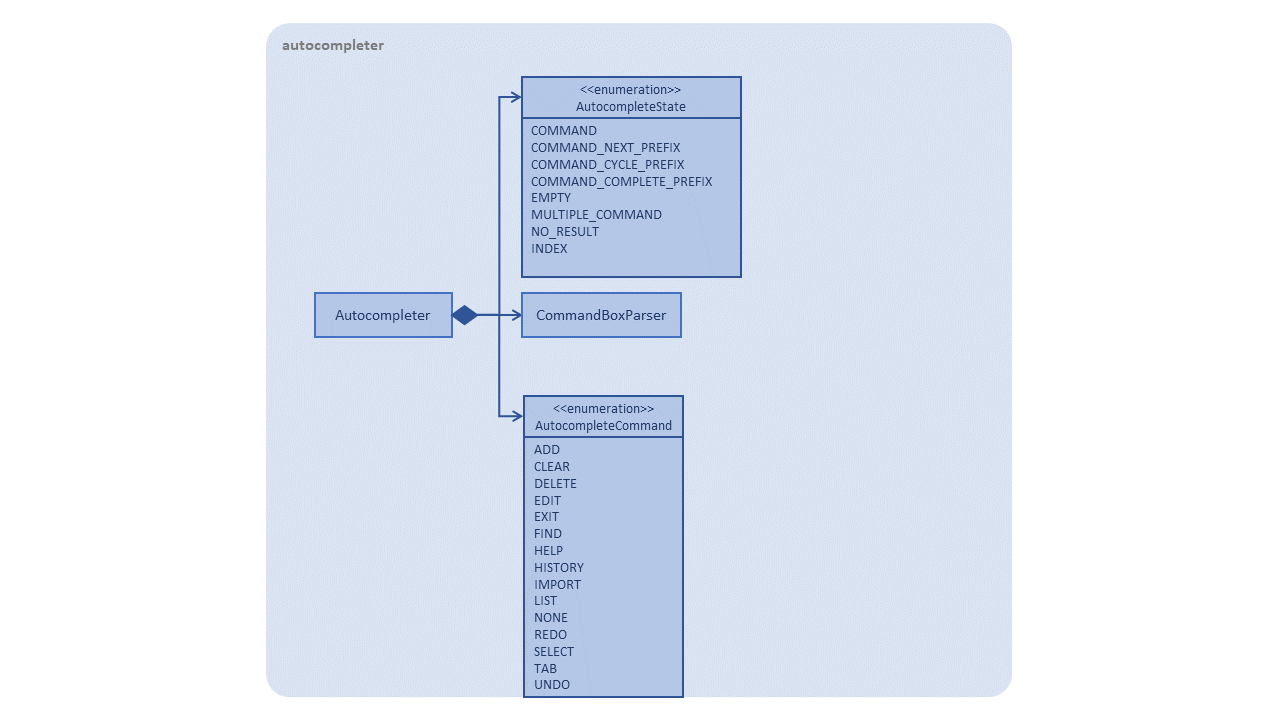 autocompleter
<<enumeration>>
AutocompleteState
COMMAND
COMMAND_NEXT_PREFIX
COMMAND_CYCLE_PREFIX
COMMAND_COMPLETE_PREFIX
EMPTY
MULTIPLE_COMMAND
NO_RESULT
INDEX
Autocompleter
CommandBoxParser
<<enumeration>>
AutocompleteCommand
ADD
CLEAR
DELETE
EDIT
EXIT
FIND
HELP
HISTORY
IMPORT
LIST
NONE
REDO
SELECT
TAB
UNDO